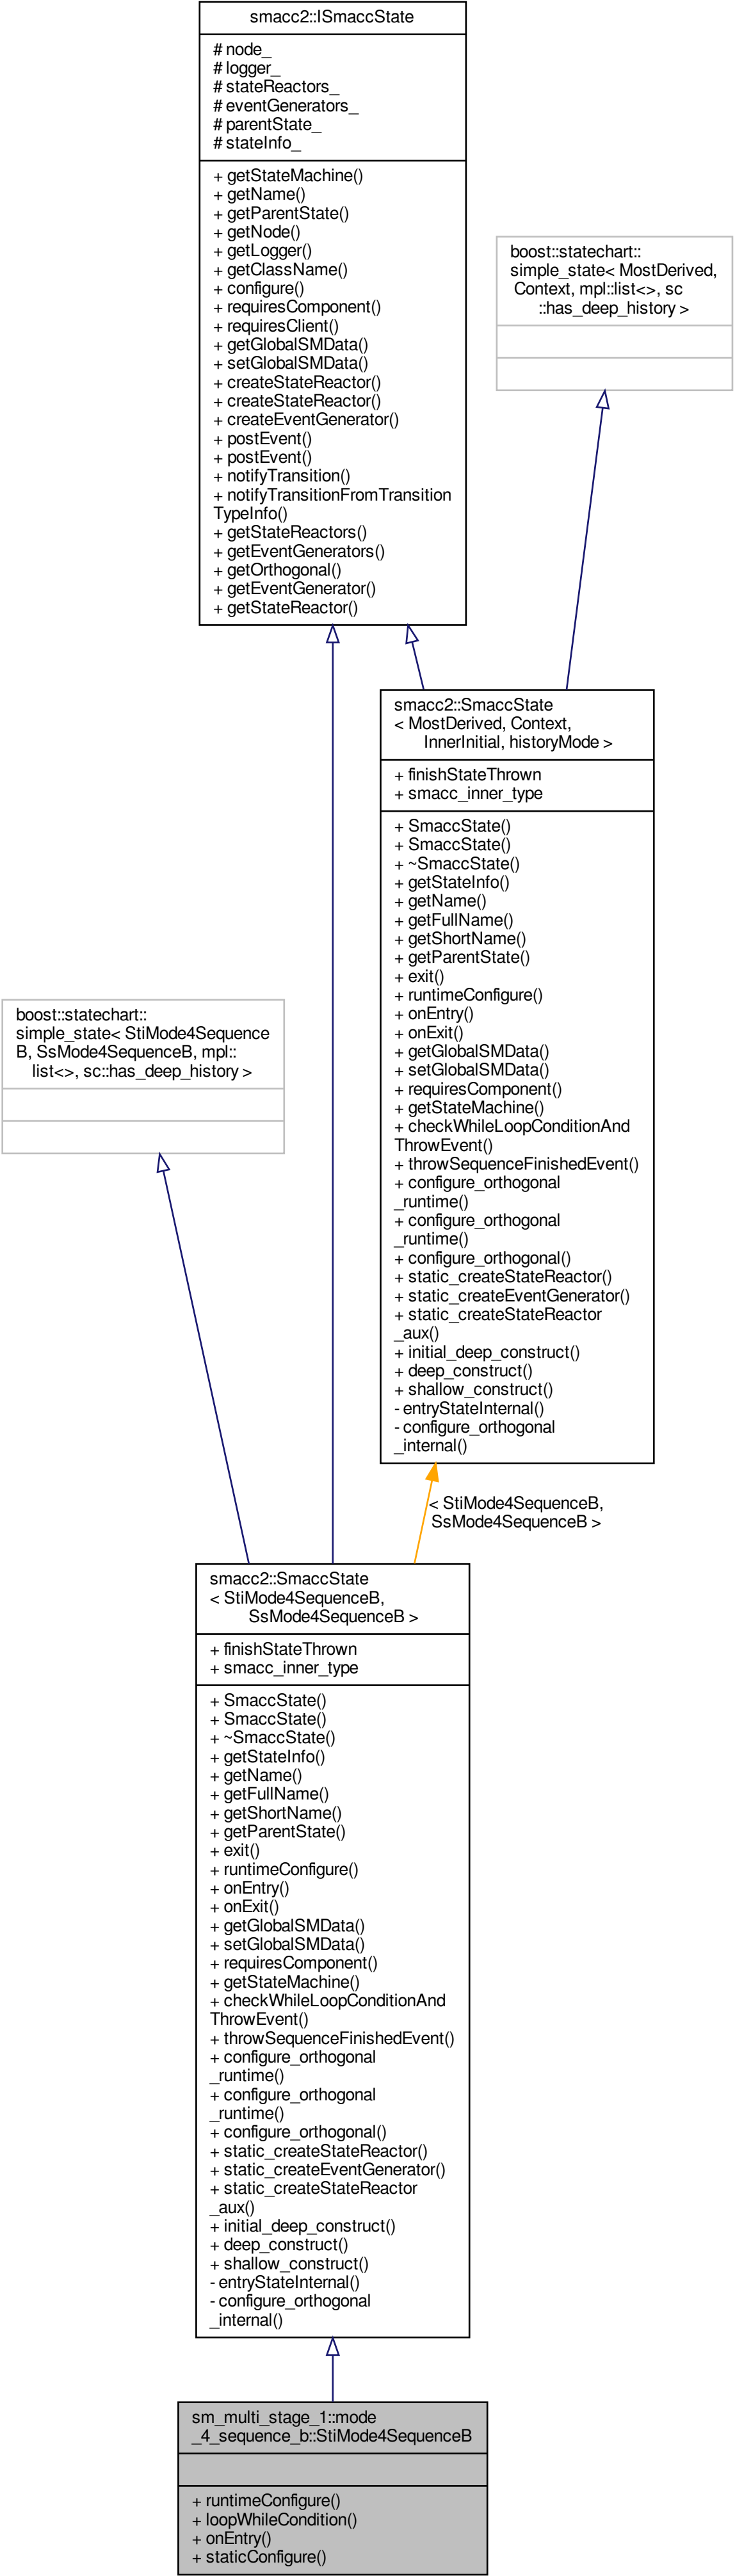 smacc2::ISmaccState
# node_
# logger_
# stateReactors_
# eventGenerators_
# parentState_
# stateInfo_
+ getStateMachine()
+ getName()
+ getParentState()
+ getNode()
+ getLogger()
+ getClassName()
+ configure()
+ requiresComponent()
+ requiresClient()
+ getGlobalSMData()
+ setGlobalSMData()
+ createStateReactor()
+ createStateReactor()
+ createEventGenerator()
+ postEvent()
+ postEvent()
+ notifyTransition()
+ notifyTransitionFromTransition
TypeInfo()
+ getStateReactors()
+ getEventGenerators()
+ getOrthogonal()
+ getEventGenerator()
+ getStateReactor()
boost::statechart::
simple_state< MostDerived,
Context, mpl::list<>, sc
::has_deep_history >
smacc2::SmaccState
< MostDerived, Context,
InnerInitial, historyMode >
+ finishStateThrown
+ smacc_inner_type
+ SmaccState()
+ SmaccState()
+ ~SmaccState()
+ getStateInfo()
+ getName()
+ getFullName()
+ getShortName()
+ getParentState()
+ exit()
+ runtimeConfigure()
+ onEntry()
+ onExit()
+ getGlobalSMData()
+ setGlobalSMData()
+ requiresComponent()
+ getStateMachine()
+ checkWhileLoopConditionAnd
ThrowEvent()
+ throwSequenceFinishedEvent()
+ configure_orthogonal
_runtime()
+ configure_orthogonal
_runtime()
+ configure_orthogonal()
+ static_createStateReactor()
+ static_createEventGenerator()
+ static_createStateReactor
_aux()
+ initial_deep_construct()
+ deep_construct()
+ shallow_construct()
- entryStateInternal()
- configure_orthogonal
_internal()
boost::statechart::
simple_state< StiMode4Sequence
B, SsMode4SequenceB, mpl::
list<>, sc::has_deep_history >
< StiMode4SequenceB,
SsMode4SequenceB >
smacc2::SmaccState
< StiMode4SequenceB,
SsMode4SequenceB >
+ finishStateThrown
+ smacc_inner_type
+ SmaccState()
+ SmaccState()
+ ~SmaccState()
+ getStateInfo()
+ getName()
+ getFullName()
+ getShortName()
+ getParentState()
+ exit()
+ runtimeConfigure()
+ onEntry()
+ onExit()
+ getGlobalSMData()
+ setGlobalSMData()
+ requiresComponent()
+ getStateMachine()
+ checkWhileLoopConditionAnd
ThrowEvent()
+ throwSequenceFinishedEvent()
+ configure_orthogonal
_runtime()
+ configure_orthogonal
_runtime()
+ configure_orthogonal()
+ static_createStateReactor()
+ static_createEventGenerator()
+ static_createStateReactor
_aux()
+ initial_deep_construct()
+ deep_construct()
+ shallow_construct()
- entryStateInternal()
- configure_orthogonal
_internal()
sm_multi_stage_1::mode
_4_sequence_b::StiMode4SequenceB
+ runtimeConfigure()
+ loopWhileCondition()
+ onEntry()
+ staticConfigure()